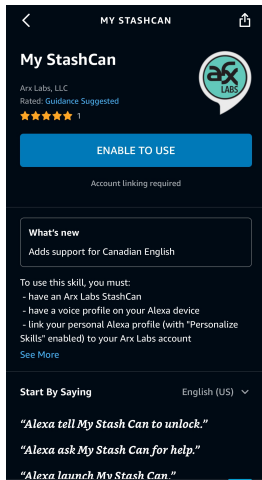 MY STASHCAN
My StashCan
Arx Labs, LLC
Rated: Guidance Suggested
1
arx
LABS
ENABLE TO USE
Account linking required
What's new
Adds support for Canadian English
To use this skill, you must:
- have an Arx Labs StashCan
- have a voice profile on your Alexa device
- link your personal Alexa profile (with "Personalize
Skills" enabled) to your Arx Labs account
See More
Start By Saying
English (US)
“Alexa tell My Stash Can to unlock.”
“Alexa ask My Stash Can for help.”
“Alexa launch My Stash Can.”